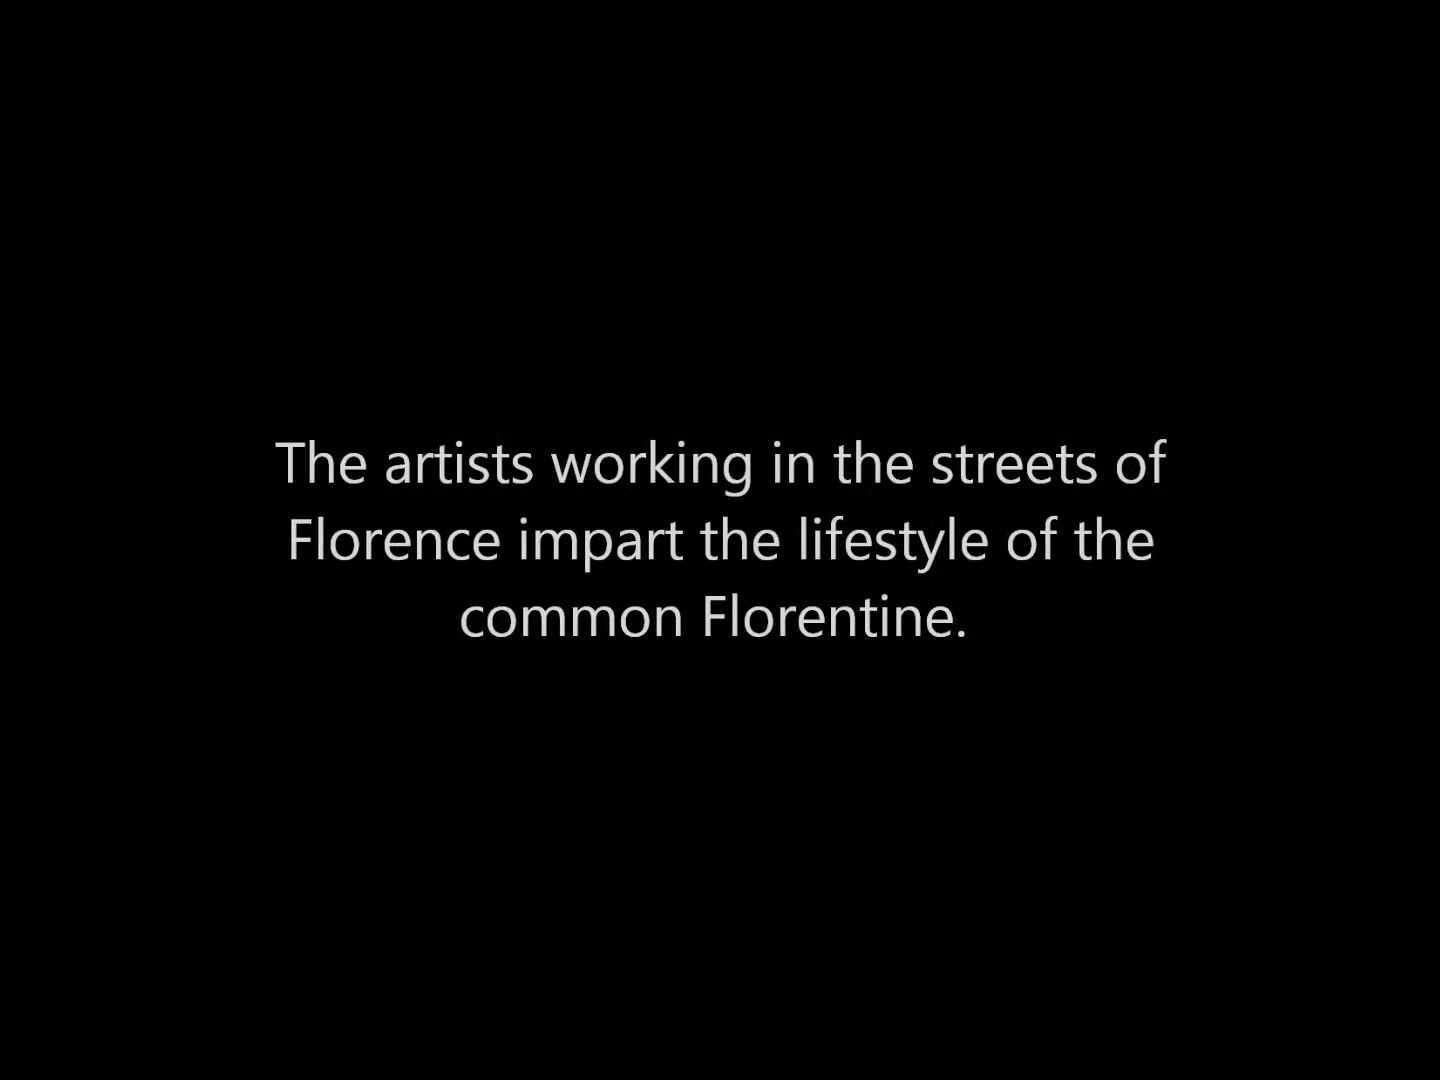 The artists working in the streets of
Florence impart the lifestyle of the
common Florentine.